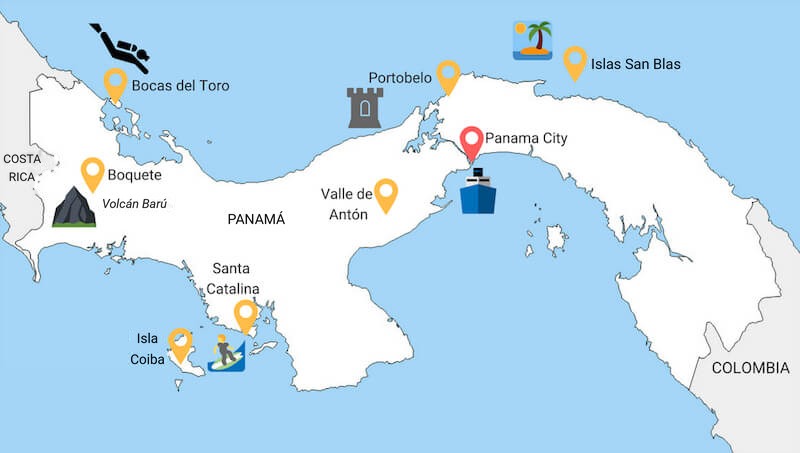 Portobelo
Islas San Blas
Bocas del Toro
Panama City
COSTA
RICA
Boquete
Volcán Barú
Valle de
Antón
PANAMÁ
Santa
Catalina
Isla
Coiba
COLOMBIA